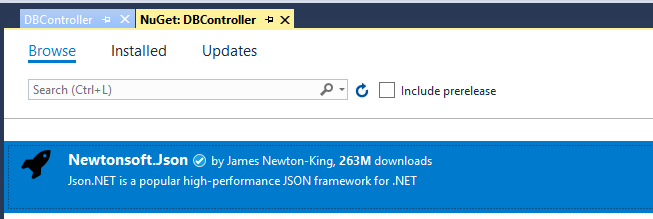 DBController NuGet: DBController
Browse Installed Updates
Search (Ctrl+L) Include prerelease
Newtonsoft.Json by James Newton-King, 263M downloads
Json.NET is a popular high-performance JSON framework for .NET